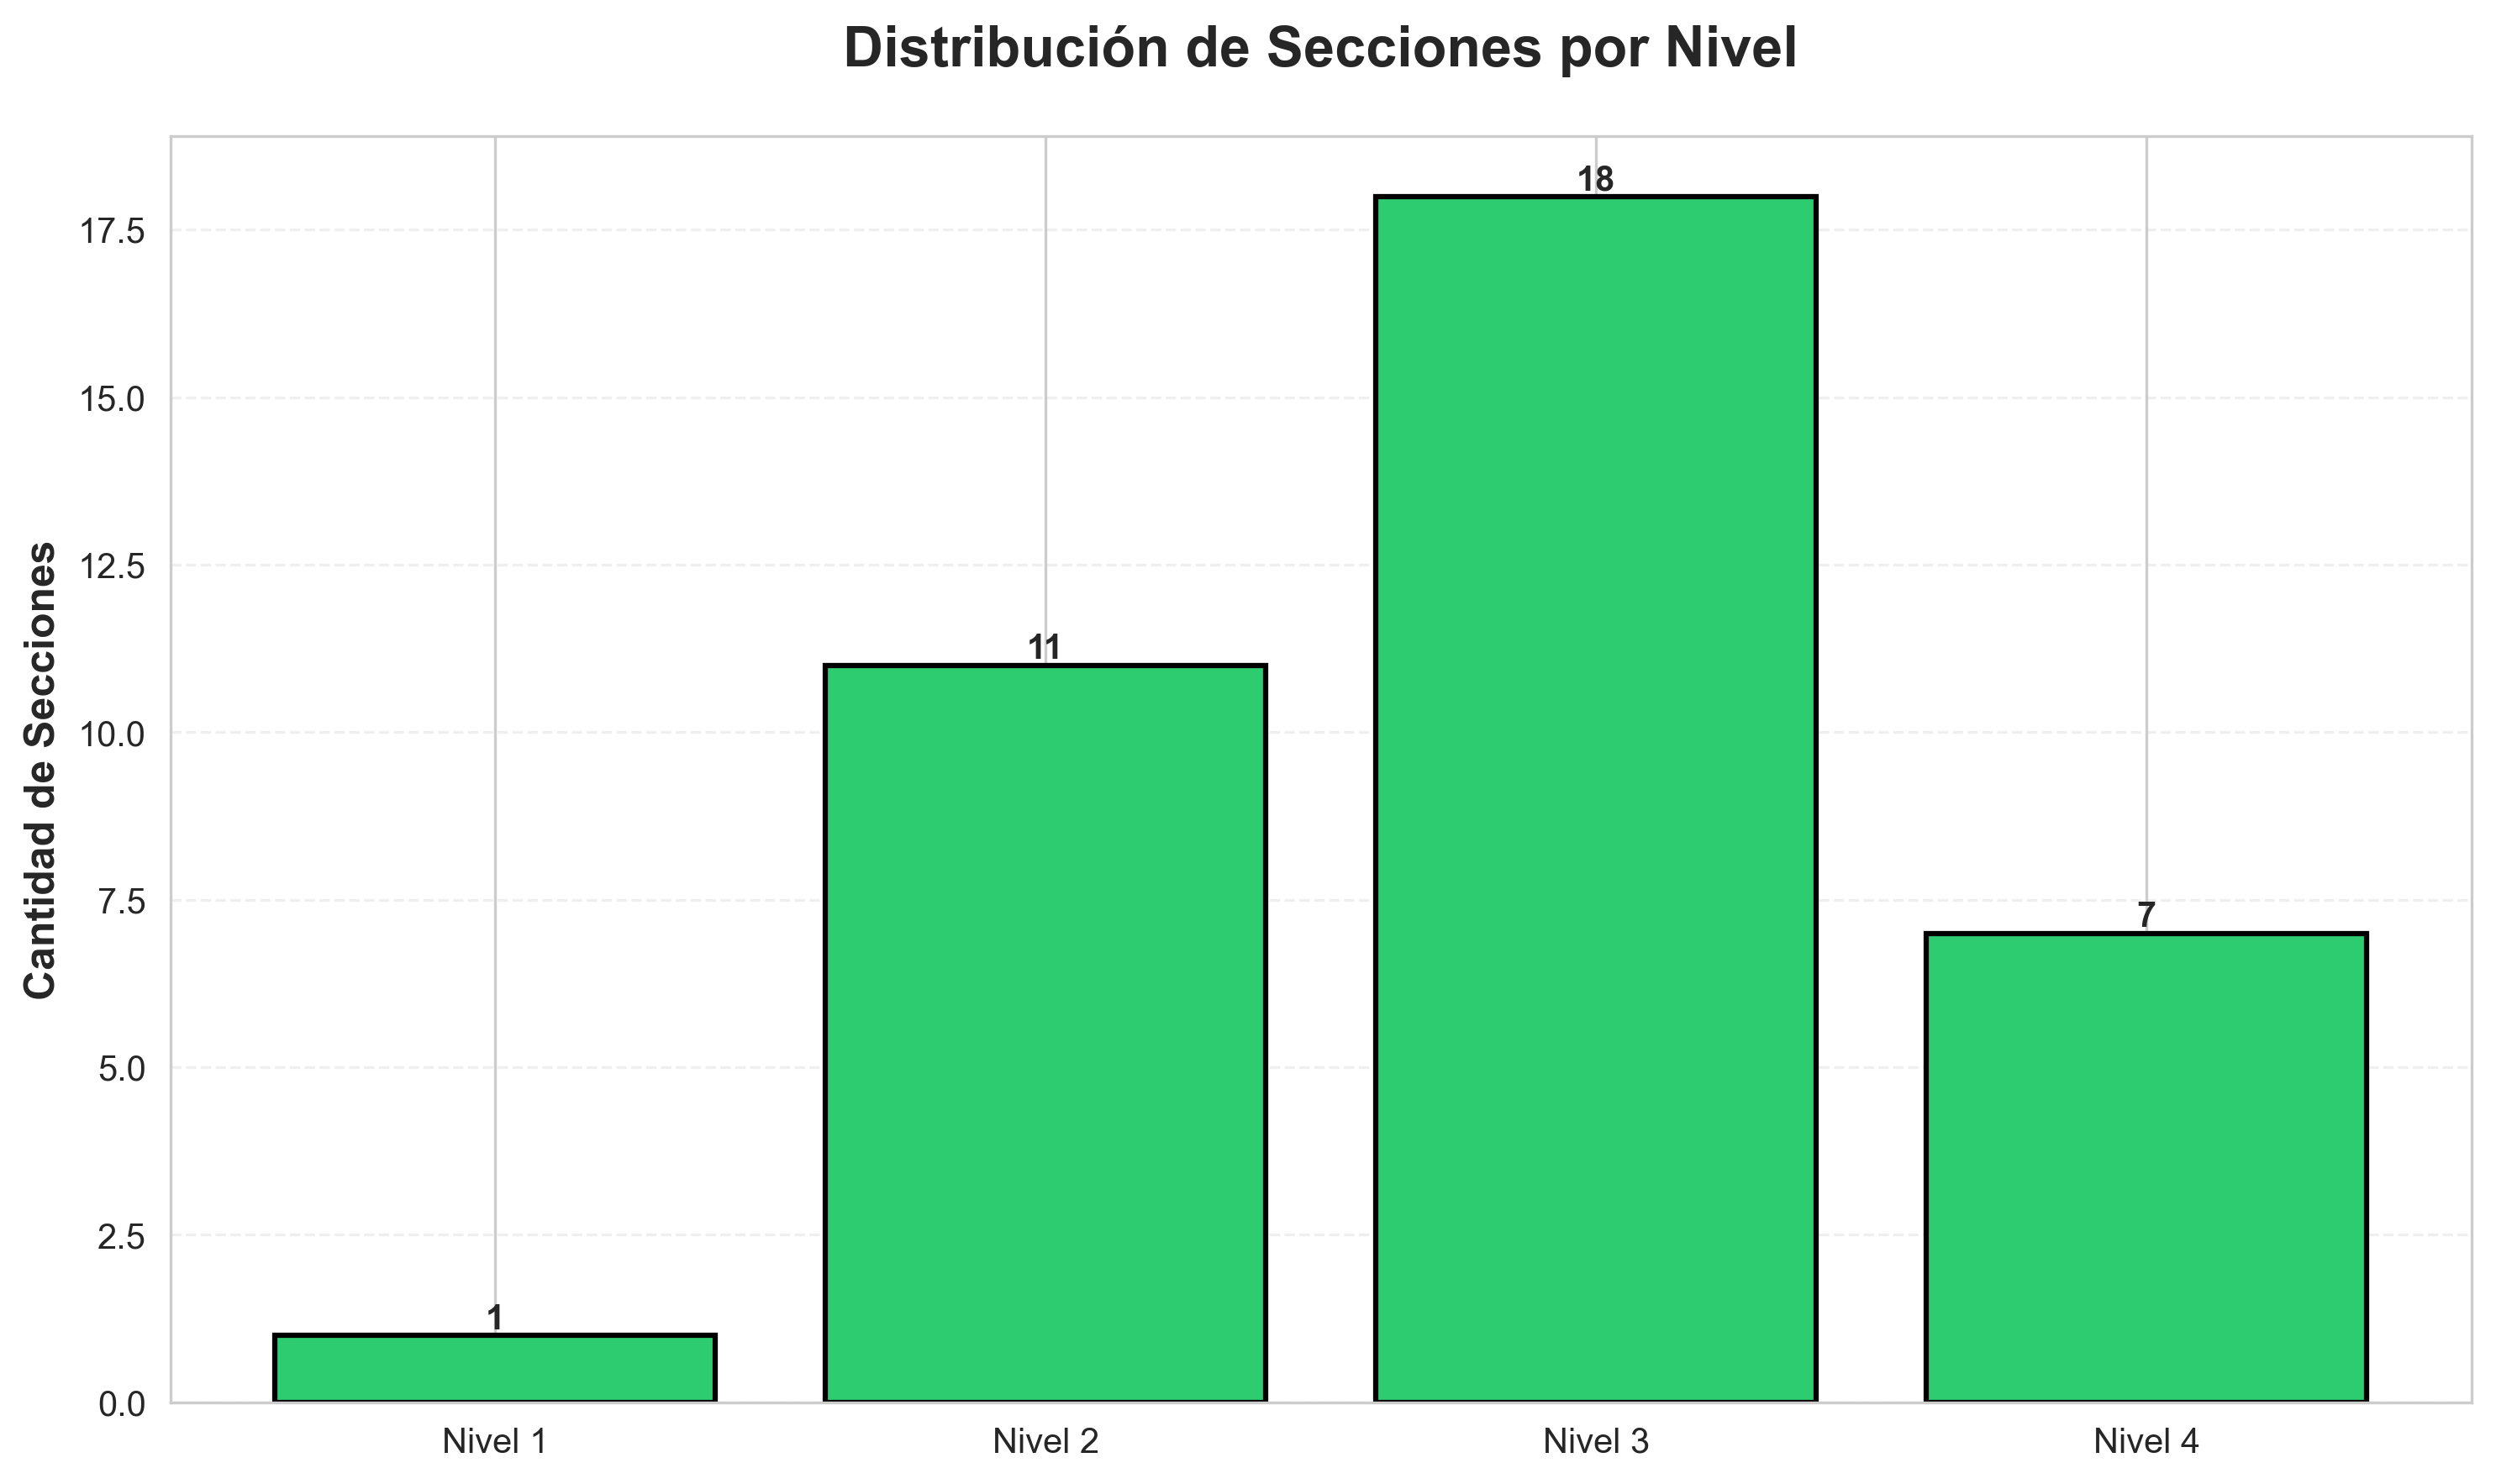 Distribución de Secciones por Nivel
Cantidad de Secciones
17.5
15.0
12.5
10.0
7.5
5.0
2.5
0.0
1
11
18
7
Nivel 1
Nivel 2
Nivel 3
Nivel 4